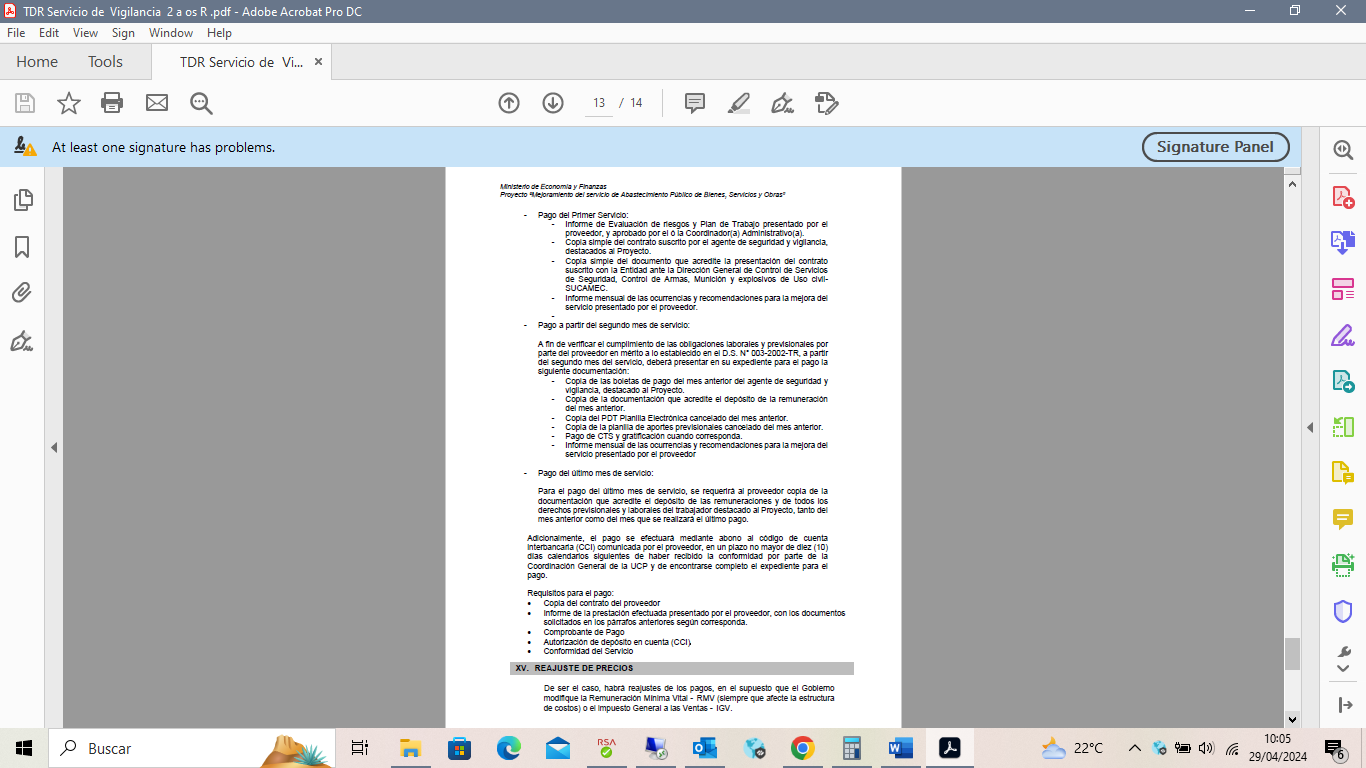 TDR Servicio de Vigilancia 2 a os R .pdf - Adobe Acrobat Pro DC
File Edit View Sign Window Help
Home Tools TDR Servicio de Vi... ×
13 / 14
At least one signature has problems.
Signature Panel
Ministerio de Economía y Finanzas
Proyecto "Mejoramiento del servicio de Abastecimiento Público de Bienes, Servicios y Obras"
- Pago del Primer Servicio:
- Informe de Evaluación de riesgos y Plan de Trabajo presentado por el
proveedor, y aprobado por el ó la Coordinador(a) Administrativo(a).
- Copia simple del contrato suscrito por el agente de seguridad y vigilancia,
destacados al Proyecto.
- Copia simple del documento que acredite la presentación del contrato
suscrito con la Entidad ante la Dirección General de Control de Servicios
de Seguridad, Control de Armas, Munición y explosivos de Uso civil-
SUCAMEC.
- Informe mensual de las ocurrencias y recomendaciones para la mejora del
servicio presentado por el proveedor.
-
- Pago a partir del segundo mes de servicio:
A fin de verificar el cumplimiento de las obligaciones laborales y previsionales por
parte del proveedor en mérito a lo establecido en el D.S. N° 003-2002-TR, a partir
del segundo mes del servicio, deberá presentar en su expediente para el pago la
siguiente documentación:
- Copia de las boletas de pago del mes anterior del agente de seguridad y
vigilancia, destacado al Proyecto.
- Copia de la documentación que acredite el depósito de la remuneración
del mes anterior.
- Copia del PDT Planilla Electrónica cancelado del mes anterior.
- Copia de la planilla de aportes previsionales cancelado del mes anterior.
- Pago de CTS y gratificación cuando corresponda.
- Informe mensual de las ocurrencias y recomendaciones para la mejora del
servicio presentado por el proveedor
- Pago del último mes de servicio:
Para el pago del último mes de servicio, se requerirá al proveedor copia de la
documentación que acredite el depósito de las remuneraciones y de todos los
derechos previsionales y laborales del trabajador destacado al Proyecto, tanto del
mes anterior como del mes que se realizará el último pago.
Adicionalmente, el pago se efectuará mediante abono al código de cuenta
Interbancaria (CCI) comunicada por el proveedor, en un plazo no mayor de diez (10)
días calendarios siguientes de haber recibido la conformidad por parte de la
Coordinación General de la UCP y de encontrarse completo el expediente para el
pago.
Requisitos para el pago:
• Copia del contrato del proveedor
• Informe de la prestación efectuada presentado por el proveedor, con los documentos
solicitados en los párrafos anteriores según corresponda.
• Comprobante de Pago
• Autorización de depósito en cuenta (CCI).
• Conformidad del Servicio
XV. REAJUSTE DE PRECIOS
De ser el caso, habrá reajustes de los pagos, en el supuesto que el Gobierno
modifique la Remuneración Mínima Vital - RMV (siempre que afecte la estructura
de costos) o el Impuesto General a las Ventas - IGV.
Buscar
RSA
22°C
10:05
29/04/2024
6